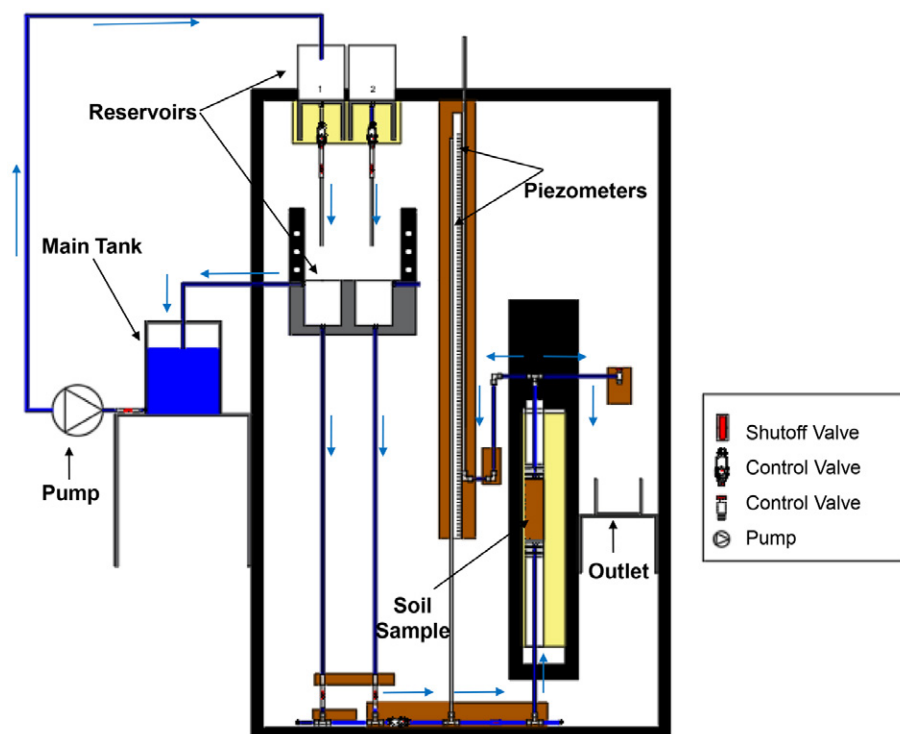 1
2
Reservoirs
Piezometers
Main Tank
Pump
Soil
Sample
Outlet
Shutoff Valve
Control Valve
Control Valve
Pump